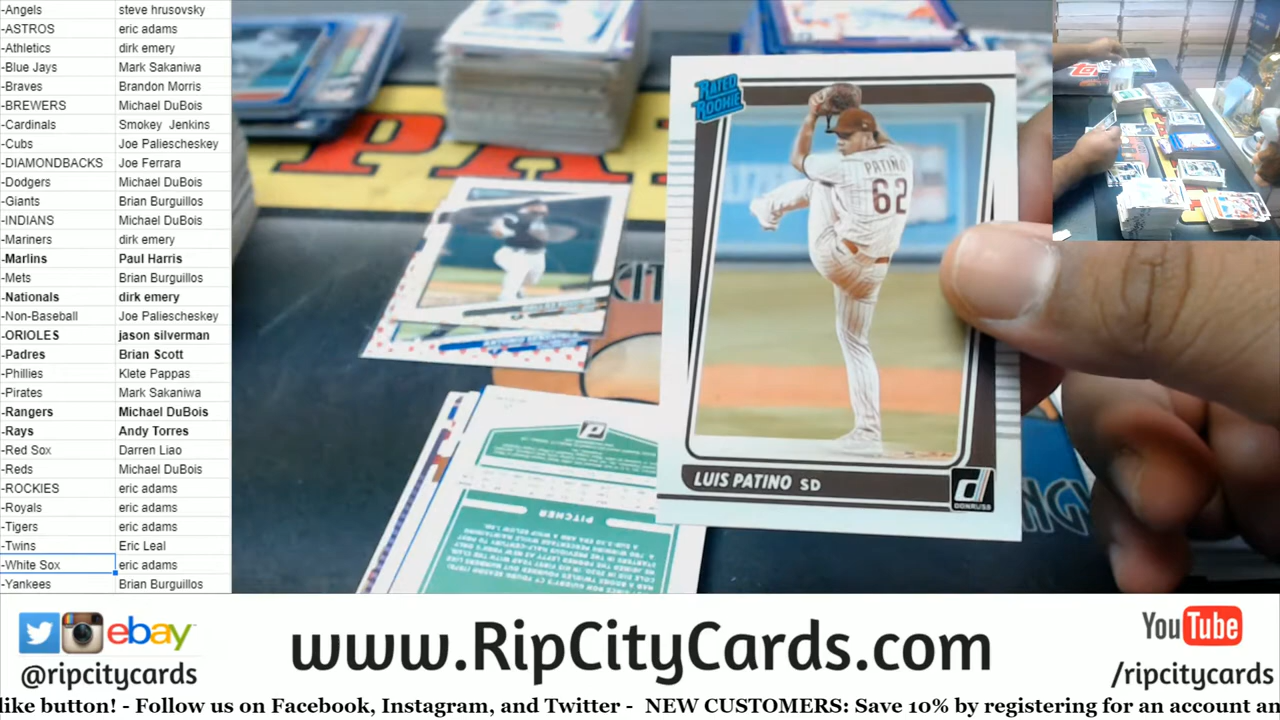 -Angels steve hrusovsky
-ASTROS eric adams
-Athletics dirk emery
-Blue Jays Mark Sakaniwa
-Braves Brandon Morris
-BREWERS Michael DuBois
-Cardinals Smokey Jenkins
-Cubs Joe Paliescheskey
-DIAMONDBACKS Joe Ferrara
-Dodgers Michael DuBois
-Giants Brian Burguillos
-INDIANS Michael DuBois
-Mariners dirk emery
-Marlins Paul Harris
-Mets Brian Burguillos
-Nationals dirk emery
-Non-Baseball Joe Paliescheskey
-ORIOLES jason silverman
-Padres Brian Scott
-Phillies Klete Pappas
-Pirates Mark Sakaniwa
-Rangers Michael DuBois
-Rays Andy Torres
-Red Sox Darren Liao
-Reds Michael DuBois
-ROCKIES eric adams
-Royals eric adams
-Tigers eric adams
-Twins Eric Leal
-White Sox eric adams
-Yankees Brian Burguillos
RATED
ROOKIE
PATIÑO
62
LUIS PATINO SD
DONRUSS
PITCHER
ebay
@ripcitycards
www.RipCityCards.com
YouTube
/ripcitycards
like button! - Follow us on Facebook, Instagram, and Twitter - NEW CUSTOMERS: Save 10% by registering for an account an